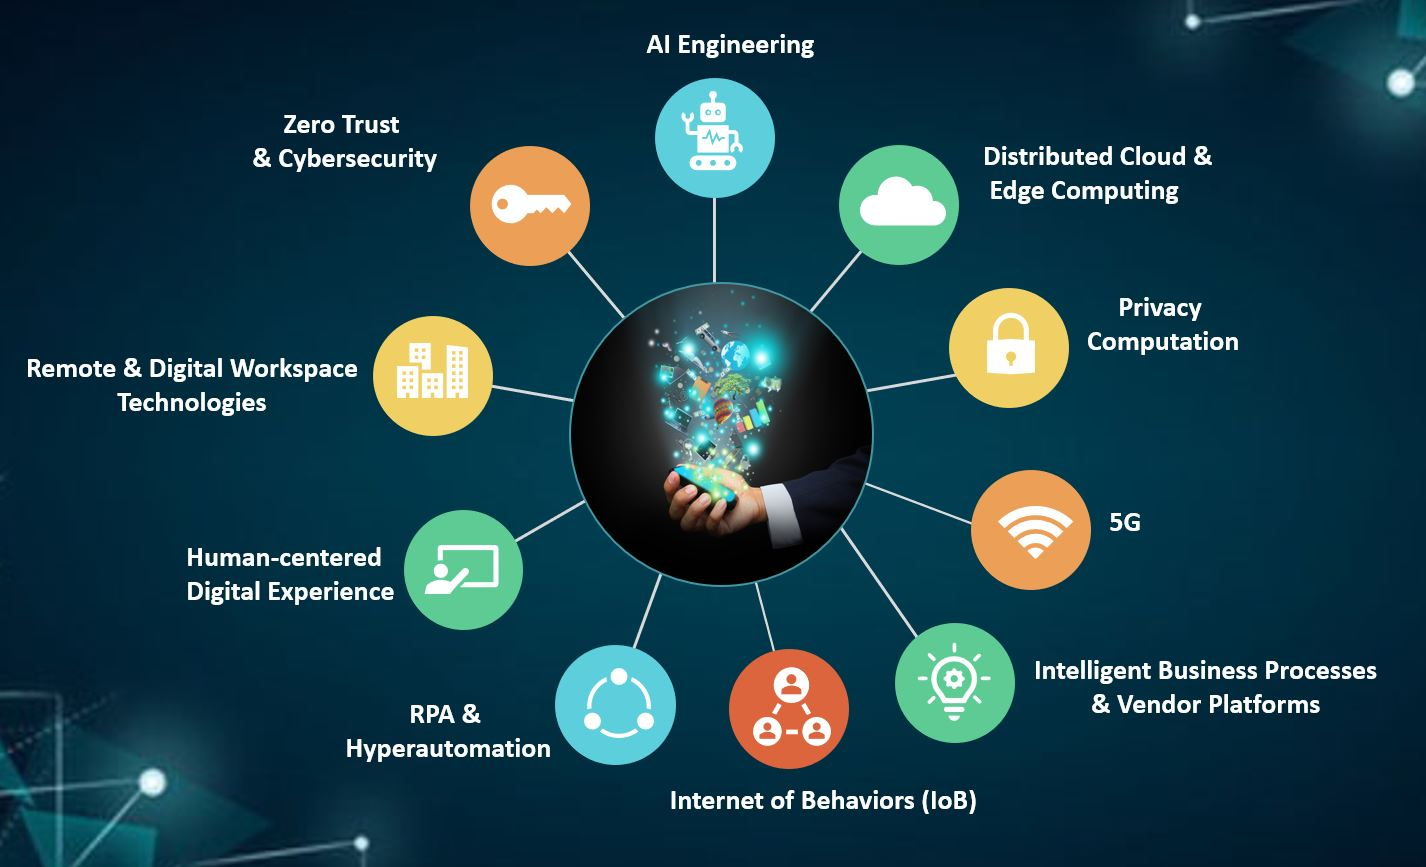 AI Engineering
Zero Trust
& Cybersecurity
Distributed Cloud &
Edge Computing
Privacy
Computation
Remote & Digital Workspace
Technologies
5G
Human-centered
Digital Experience
Intelligent Business Processes
& Vendor Platforms
RPA &
Hyperautomation
Internet of Behaviors (IoB)